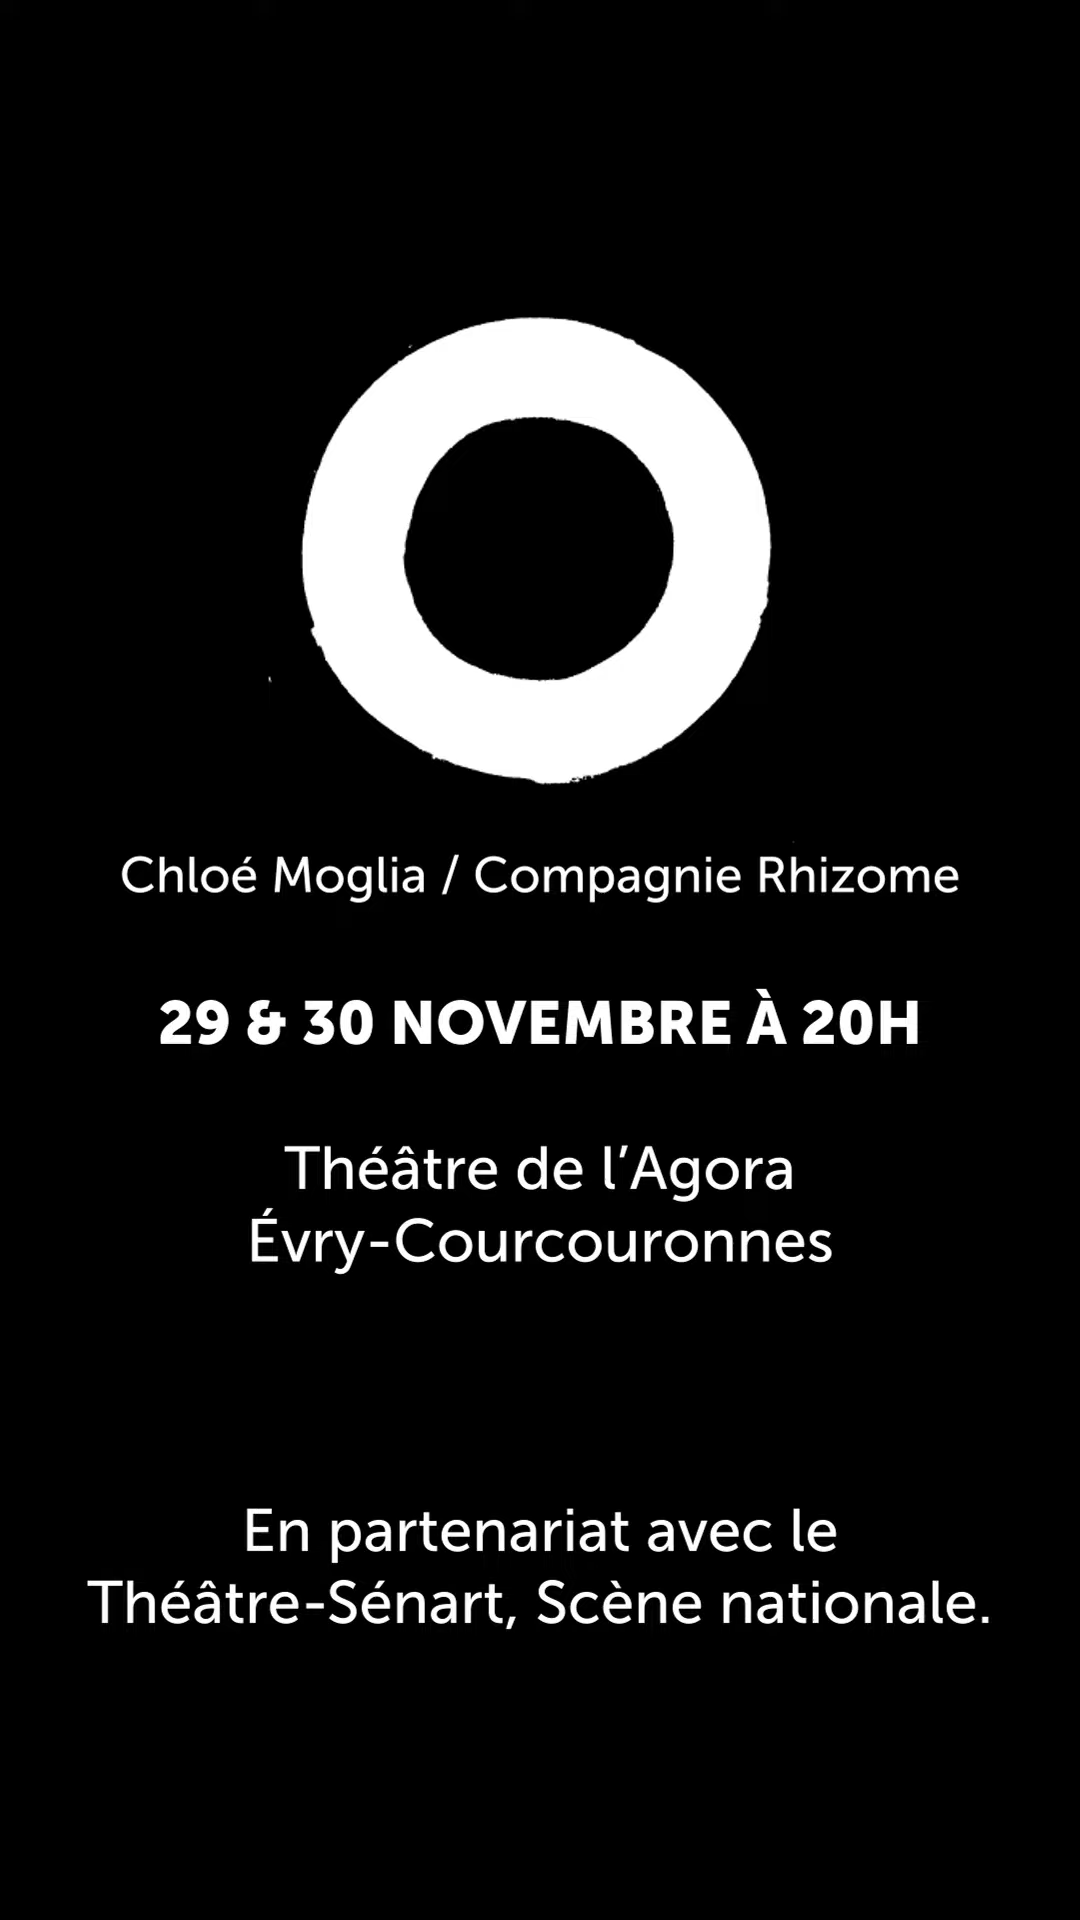 Chloé Moglia / Compagnie Rhizome
29 & 30 NOVEMBRE À 20H
Théâtre de l’Agora
Évry-Courcouronnes
En partenariat avec le
Théâtre-Sénart, Scène nationale.